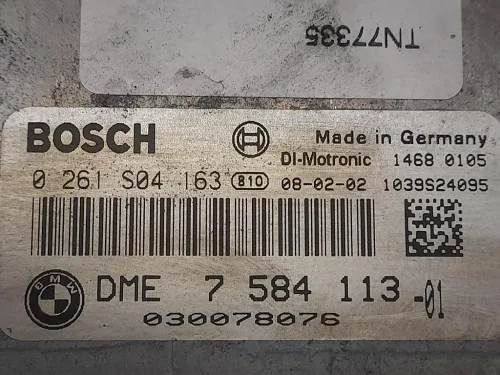 TN77335
BOSCH
Made in Germany
DI-Motronic 1468 0105
0 261 S04 163 810 08-02-02 1039S24095
BMW
DME 7 584 113 -01
030078076